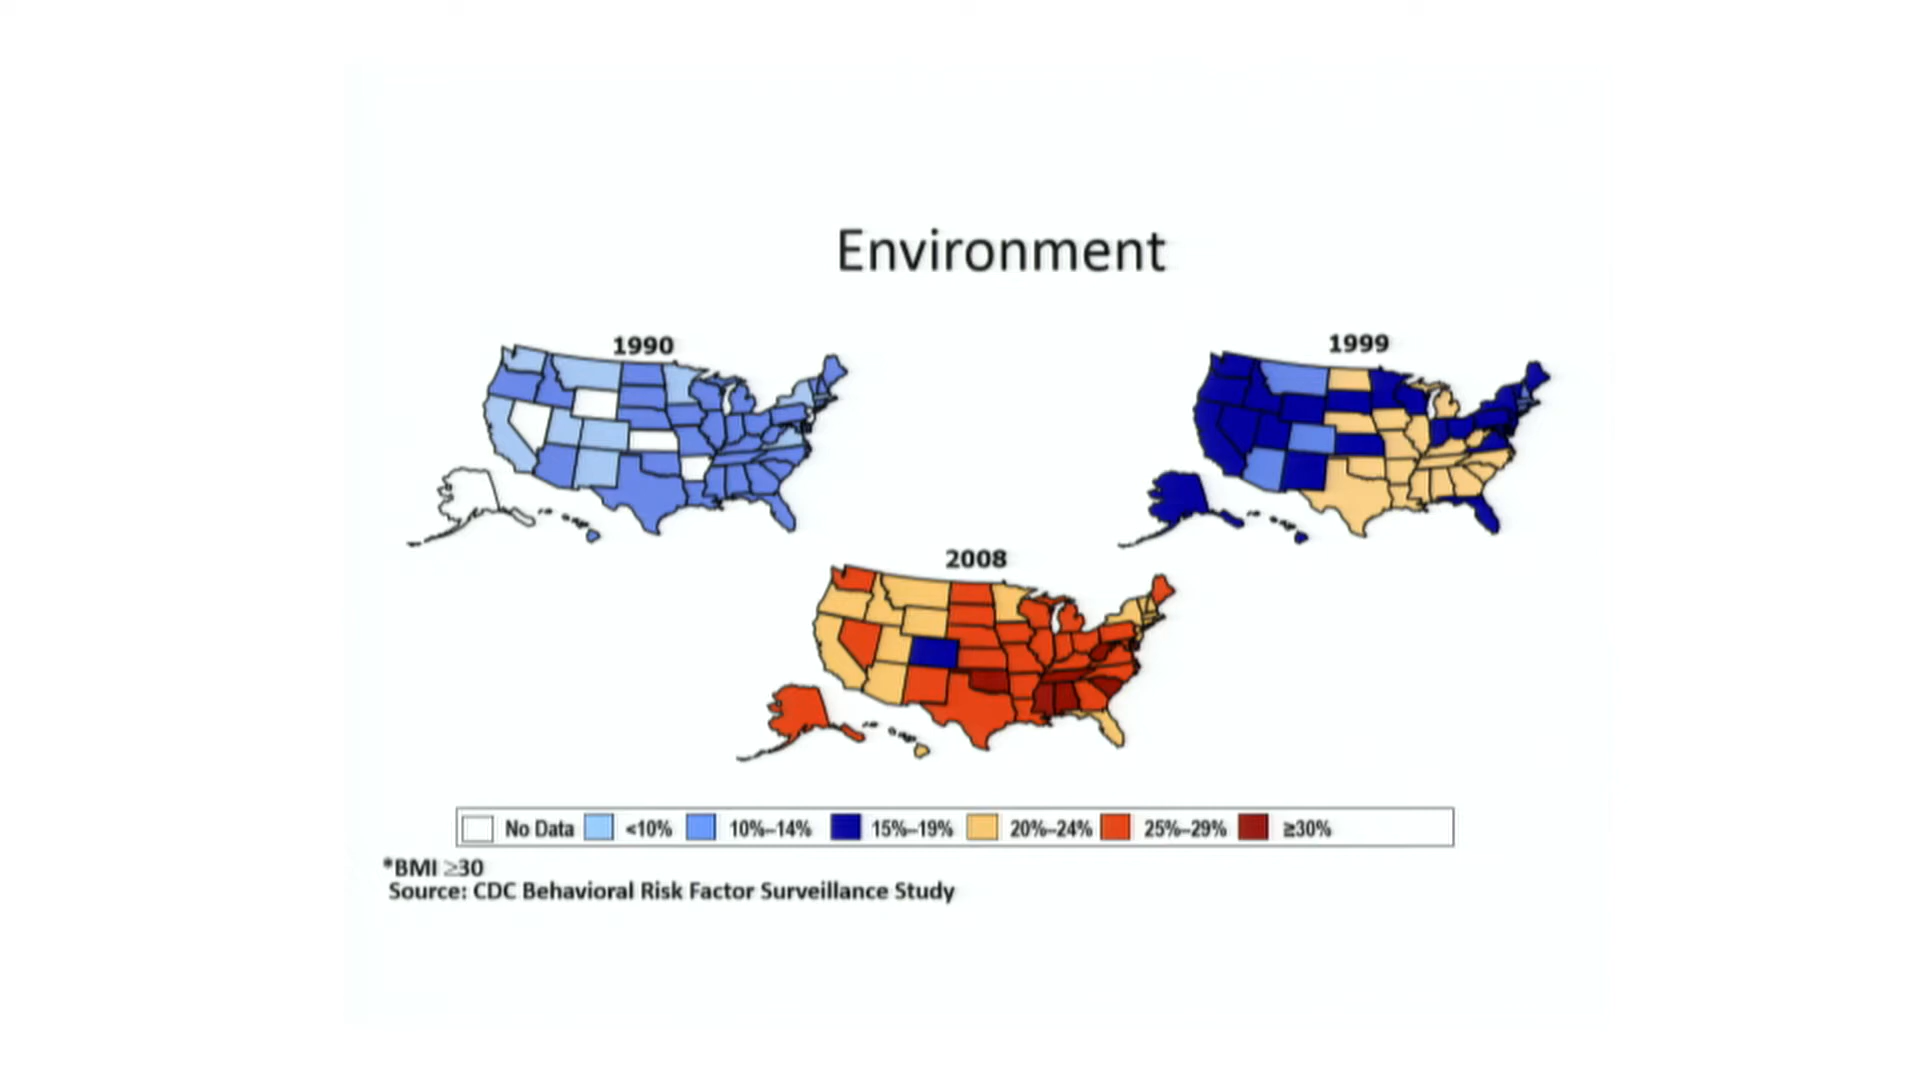 Environment
1990
1999
2008
No Data <10% 10%–14% 15%–19% 20%–24% 25%–29% ≥30%
*BMI ≥30
Source: CDC Behavioral Risk Factor Surveillance Study